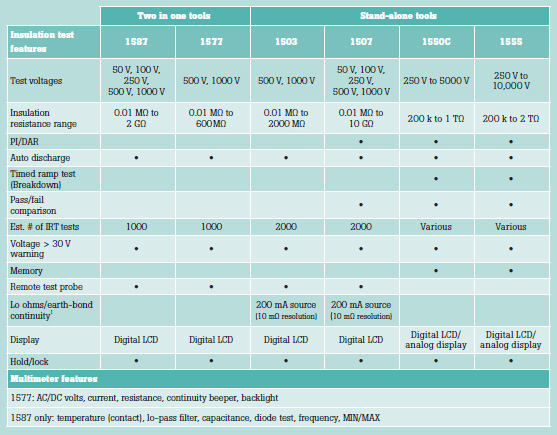 Two in one tools Stand-alone tools
Insulation test features 1587 1577 1503 1507 1550C 1555
Test voltages 50 V, 100 V, 250 V, 500 V, 1000 V 500 V, 1000 V 500 V, 1000 V 50 V, 100 V, 250 V, 500 V, 1000 V 250 V to 5000 V 250 V to 10,000 V
Insulation resistance range 0.01 MΩ to 2 GΩ 0.01 MΩ to 600MΩ 0.01 MΩ to 2000 MΩ 0.01 MΩ to 10 GΩ 200 k to 1 TΩ 200 k to 2 TΩ
PI/DAR • • •
Auto discharge • • • • • •
Timed ramp test (Breakdown) • •
Pass/fail comparison • • •
Est. # of IRT tests 1000 1000 2000 2000 Various Various
Voltage > 30 V warning • • • • • •
Memory • •
Remote test probe • • • •
Lo ohms/earth-bond continuity¹ 200 mA source (10 mΩ resolution) 200 mA source (10 mΩ resolution)
Display Digital LCD Digital LCD Digital LCD Digital LCD Digital LCD/ analog display Digital LCD/ analog display
Hold/lock • • • • • •
Multimeter features
1577: AC/DC volts, current, resistance, continuity beeper, backlight
1587 only: temperature (contact), lo-pass filter, capacitance, diode test, frequency, MIN/MAX